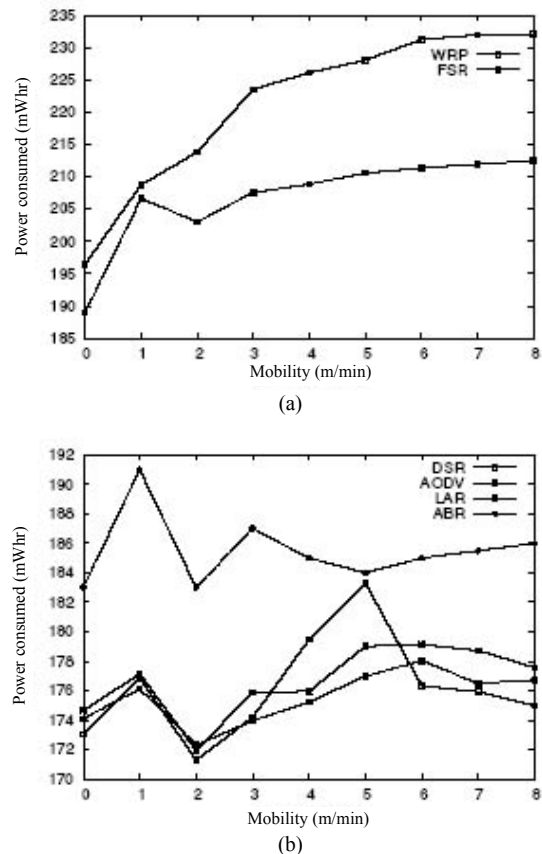 235
230
225
220
215
210
205
200
195
190
185
Power consumed (mWhr)
WRP
FSR
0 1 2 3 4 5 6 7 8
Mobility (m/min)
(a)
192
190
188
186
184
182
180
178
176
174
172
170
Power consumed (mWhr)
DSR
AODV
LAR
ABR
0 1 2 3 4 5 6 7 8
Mobility (m/min)
(b)